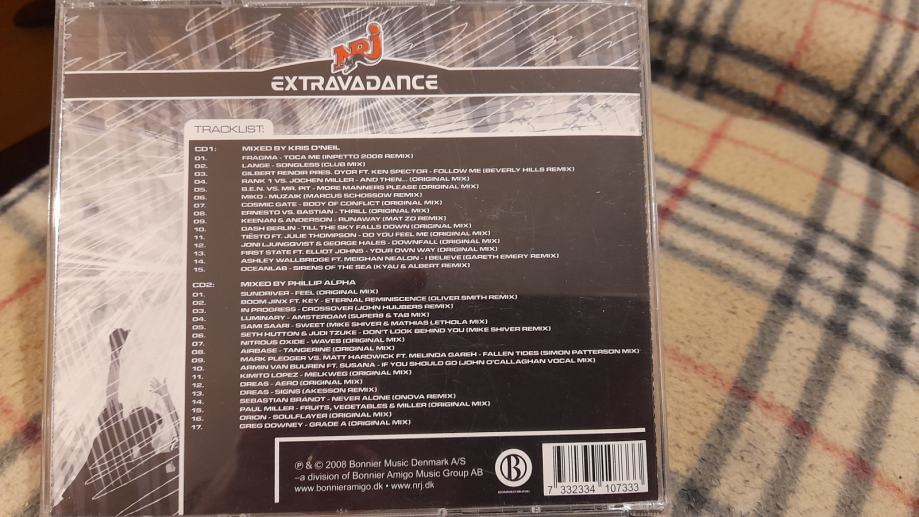 NRJ
EXTRAVADANCE
TRACKLIST:
CD1: MIXED BY KRIS O'NEIL
01. FRAGMA - TOCA ME (INPETTO 2008 REMIX)
02. LANGE - SONGLESS (CLUB MIX)
03. GILBERT RENOIR PRES. DYOR FT. KEN SPECTOR - FOLLOW ME (BEVERLY HILLS REMIX)
04. RANK 1 VS. JOCHEN MILLER - AND THEN... (ORIGINAL MIX)
05. B.E.N. VS. MR. PIT - MORE MANNERS PLEASE (ORIGINAL MIX)
06. MIKO - MUZAIK (MARCUS SCHOSSOW REMIX)
07. COSMIC GATE - BODY OF CONFLICT (ORIGINAL MIX)
08. ERNESTO VS. BASTIAN - THRILL (ORIGINAL MIX)
09. KEENAN & ANDERSON - RUNAWAY (MAT ZO REMIX)
10. DASH BERLIN - TILL THE SKY FALLS DOWN (ORIGINAL MIX)
11. TIËSTO FT. JULIE THOMPSON - DO YOU FEEL ME (ORIGINAL MIX)
12. JONI LJUNGQVIST & GEORGE HALES - DOWNFALL (ORIGINAL MIX)
13. FIRST STATE FT. ELLIOT JOHNS - YOUR OWN WAY (ORIGINAL MIX)
14. ASHLEY WALLBRIDGE FT. MEIGHAN NEALON - I BELIEVE (GARETH EMERY REMIX)
15. OCEANLAB - SIRENS OF THE SEA (KYAU & ALBERT REMIX)
CD2: MIXED BY PHILLIP ALPHA
01. SUNDRIVER - FEEL (ORIGINAL MIX)
02. BOOM JINX FT. KEY - ETERNAL REMINISCENCE (OLIVER SMITH REMIX)
03. IN PROGRESS - CROSSOVER (JOHN HUIJBERS REMIX)
04. LUMINARY - AMSTERDAM (SUPER8 & TAB MIX)
05. SAMI SAARI - SWEET (MIKE SHIVER & MATHIAS LETHOLA MIX)
06. SETH HUTTON & JUDI TZUKE - DON'T LOOK BEHIND YOU (MIKE SHIVER REMIX)
07. NITROUS OXIDE - WAVES (ORIGINAL MIX)
08. AIRBASE - TANGERINE (ORIGINAL MIX)
09. MARK PLEDGER VS. MATT HARDWICK FT. MELINDA GAREH - FALLEN TIDES (SIMON PATTERSON MIX)
10. ARMIN VAN BUUREN FT. SUSANA - IF YOU SHOULD GO (JOHN O'CALLAGHAN VOCAL MIX)
11. KIMITO LOPEZ - MELKWEG (ORIGINAL MIX)
12. OREAS - AERO (ORIGINAL MIX)
13. OREAS - SIGNS (AKESSON REMIX)
14. SEBASTIAN BRANDT - NEVER ALONE (ONOVA REMIX)
15. PAUL MILLER - FRUITS, VEGETABLES & MILLER (ORIGINAL MIX)
16. ORION - SOULFLAYER (ORIGINAL MIX)
17. GREG DOWNEY - GRADE A (ORIGINAL MIX)
℗ & © 2008 Bonnier Music Denmark A/S
–a division of Bonnier Amigo Music Group AB
www.bonnieramigo.dk • www.nrj.dk
B
7 332334 107333